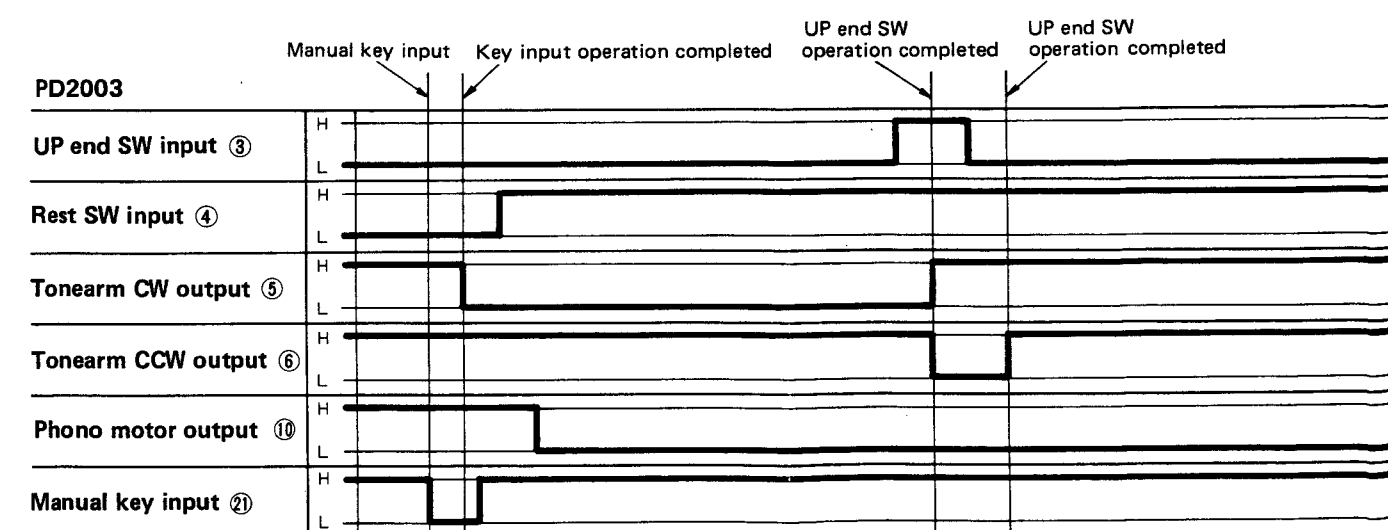 UP end SW
operation completed
UP end SW
operation completed
Manual key input
Key input operation completed
PD2003
UP end SW input ③
H
L
Rest SW input ④
H
L
Tonearm CW output ⑤
H
L
Tonearm CCW output ⑥
H
L
Phono motor output ⑩
H
L
Manual key input ㉑
H
L